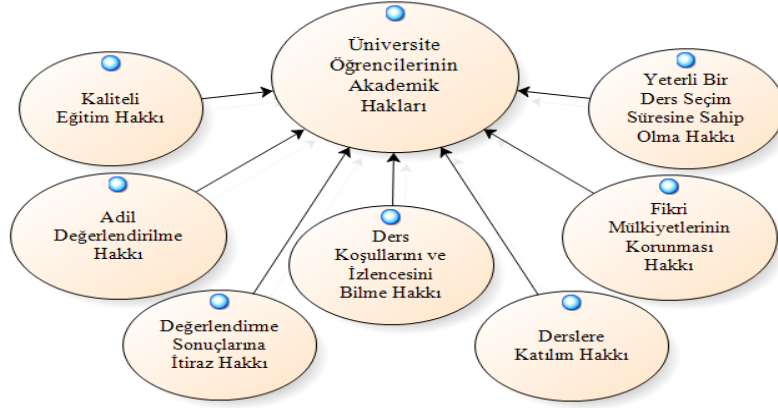 Üniversite
Öğrencilerinin
Akademik
Hakları
Kaliteli
Eğitim Hakkı
Yeterli Bir
Ders Seçim
Süresine Sahip
Olma Hakkı
Adil
Değerlendirilme
Hakkı
Ders
Koşullarını ve
İzlencesini
Bilme Hakkı
Fikri
Mülkiyetlerinin
Korunması
Hakkı
Değerlendirme
Sonuçlarına
İtiraz Hakkı
Derslere
Katılım Hakkı